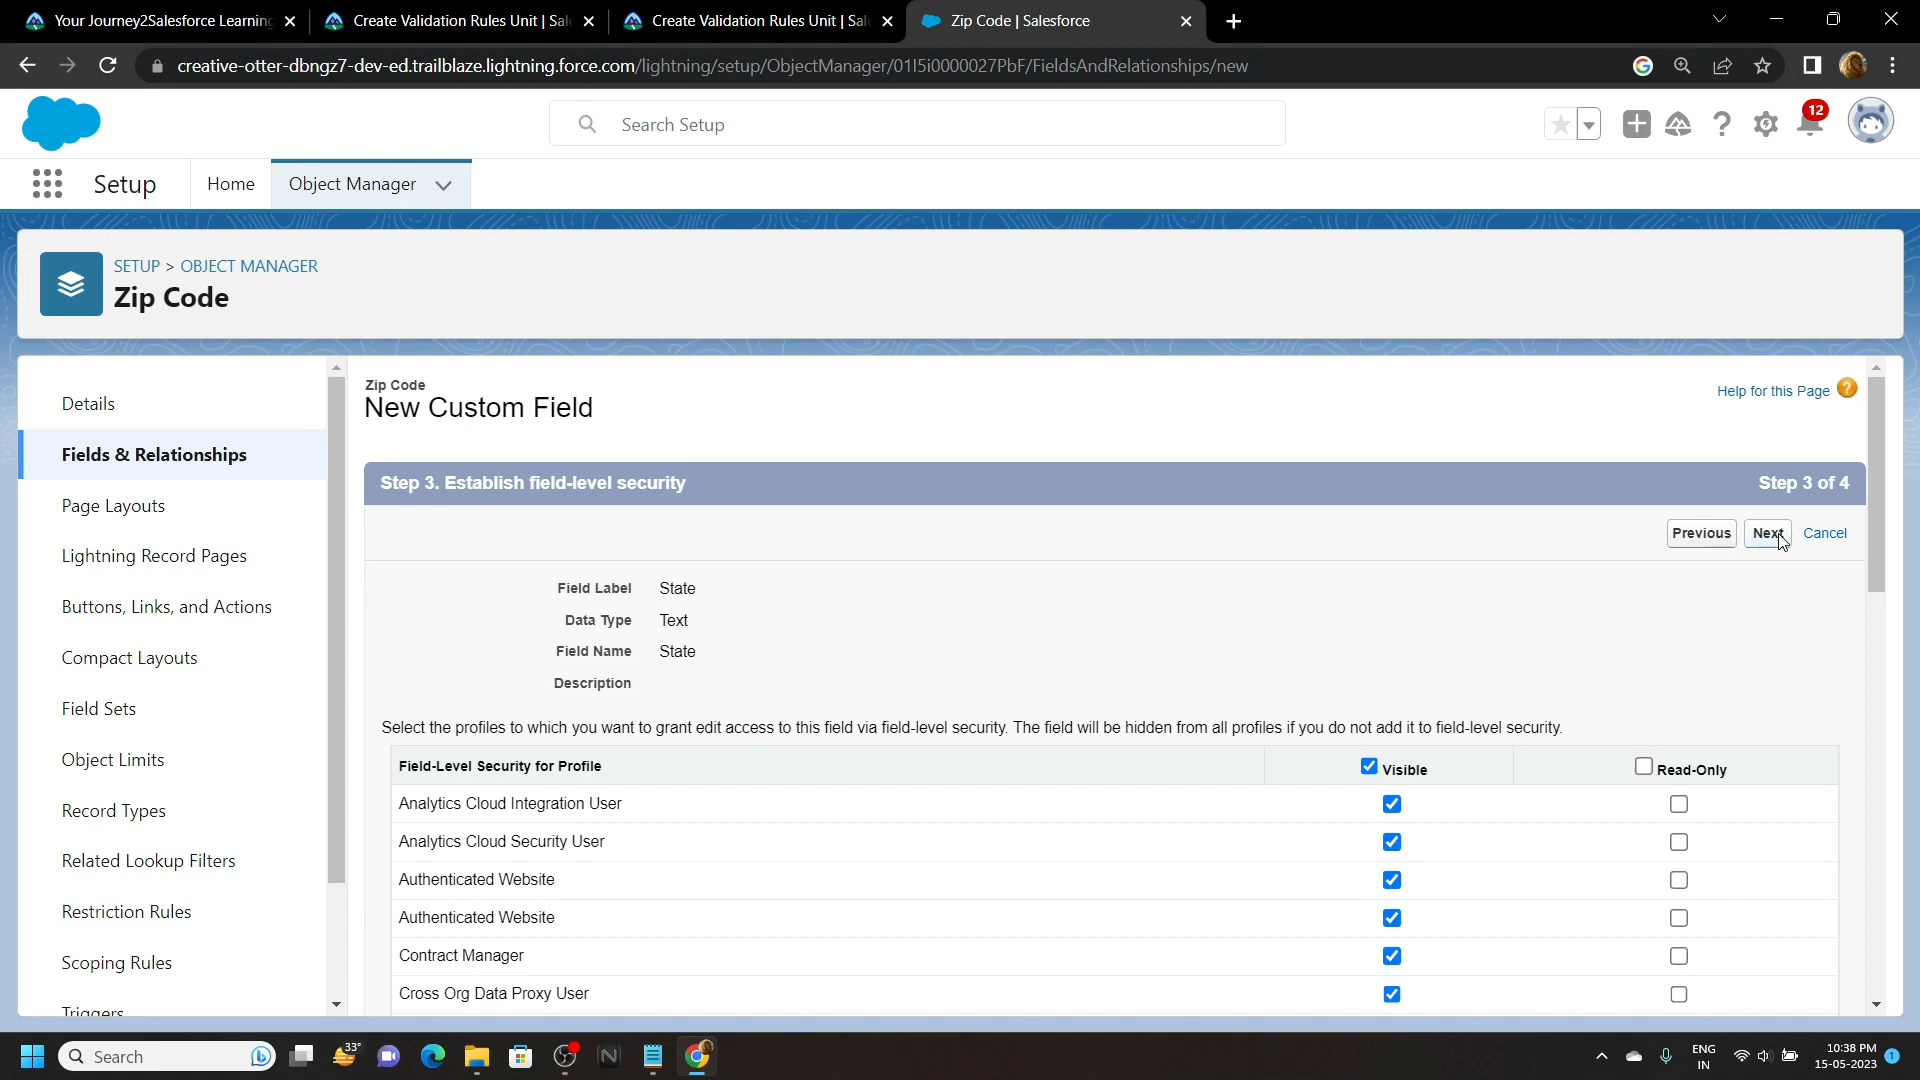 Your Journey2Salesforce Learning
Create Validation Rules Unit | Sal
Create Validation Rules Unit | Sal
Zip Code | Salesforce
creative-otter-dbngz7-dev-ed.trailblaze.lightning.force.com/lightning/setup/ObjectManager/01I5i0000027PbF/FieldsAndRelationships/new
Search Setup
12
Setup
Home
Object Manager
SETUP > OBJECT MANAGER
Zip Code
Details
Fields & Relationships
Page Layouts
Lightning Record Pages
Buttons, Links, and Actions
Compact Layouts
Field Sets
Object Limits
Record Types
Related Lookup Filters
Restriction Rules
Scoping Rules
Triggers
Zip Code
New Custom Field
Help for this Page
Step 3. Establish field-level security
Step 3 of 4
Previous
Next
Cancel
Field Label State
Data Type Text
Field Name State
Description
Select the profiles to which you want to grant edit access to this field via field-level security. The field will be hidden from all profiles if you do not add it to field-level security.
Field-Level Security for Profile
Visible
Read-Only
Analytics Cloud Integration User
Analytics Cloud Security User
Authenticated Website
Authenticated Website
Contract Manager
Cross Org Data Proxy User
Search
33°
ENG
IN
10:38 PM
15-05-2023
1